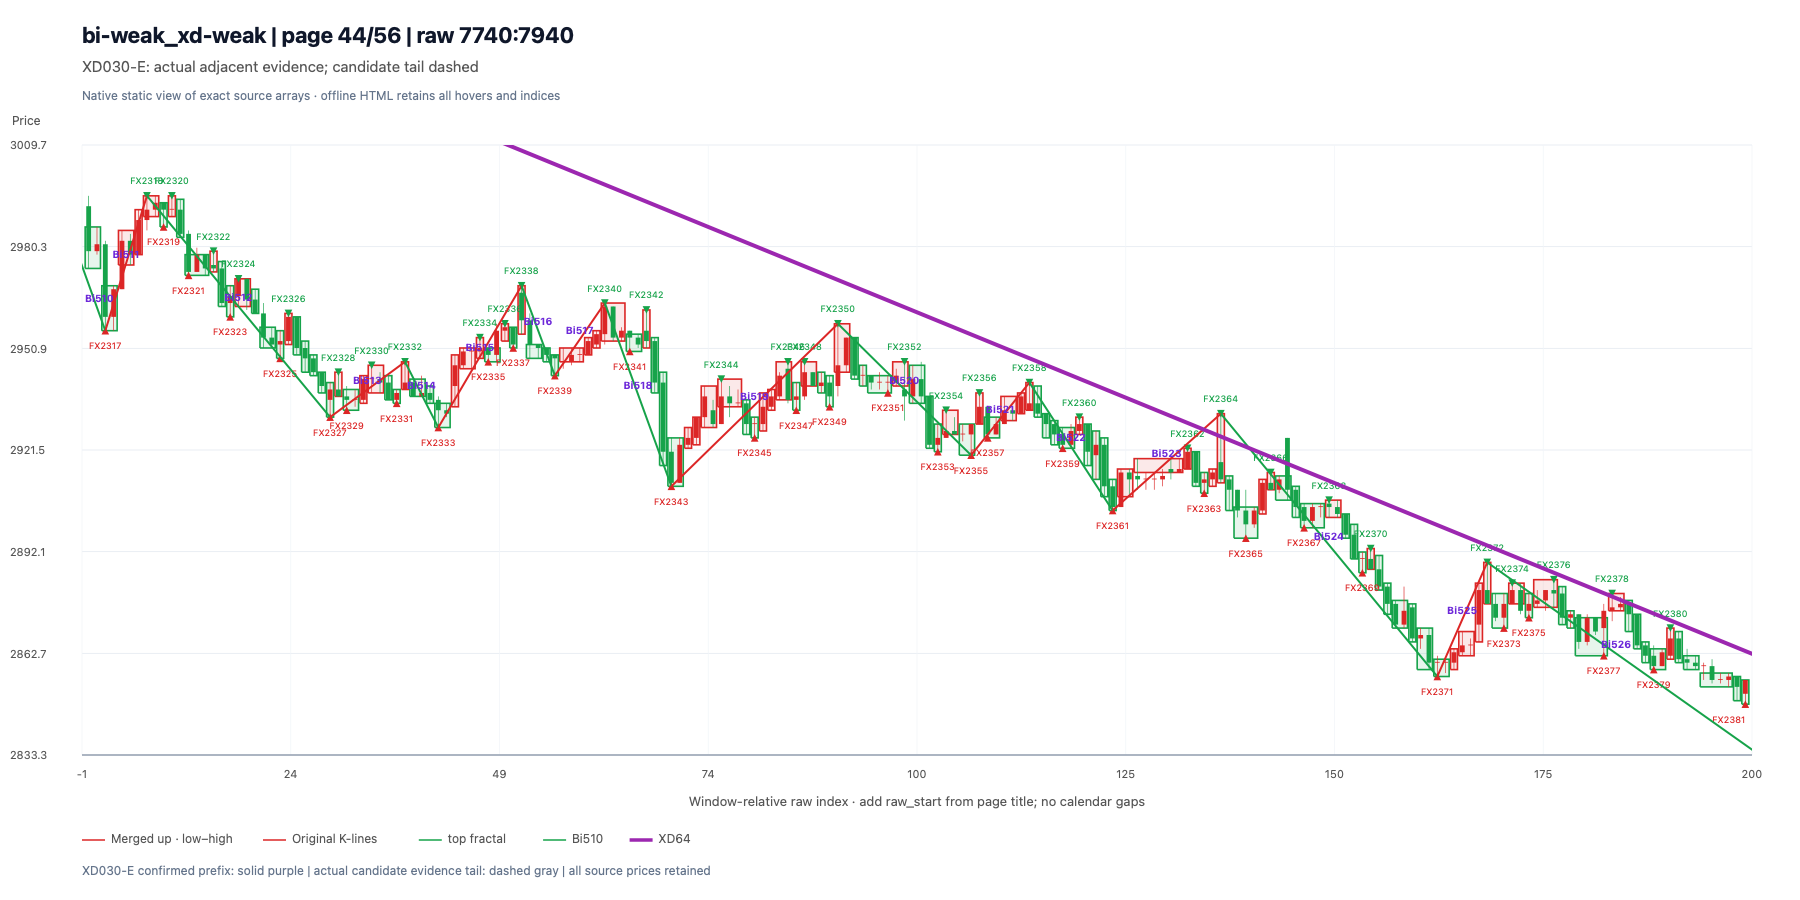 bi-weak_xd-weak | page 44/56 | raw 7740:7940
XD030-E: actual adjacent evidence; candidate tail dashed
Native static view of exact source arrays · offline HTML retains all hovers and indices
Price
3009.7
2980.3
2950.9
2921.5
2892.1
2862.7
2833.3
FX2320
FX2319
FX2322
FX2324
FX2321
Bi510
FX2326
FX2323
FX2317
FX2338
FX2340
FX2342
FX2334
Bi516
Bi517
FX2350
FX2328
FX2330
FX2332
FX2325
Bi513
Bi514
FX2335
FX2337
FX2339
FX2341
Bi518
FX2344
FX2352
FX2327
FX2329
FX2331
FX2333
FX2343
FX2345
FX2347
FX2349
FX2351
Bi520
FX2354
FX2356
FX2358
FX2353
FX2355
FX2357
FX2360
Bi522
FX2359
FX2361
FX2362
Bi523
FX2364
FX2363
FX2365
FX2367
Bi524
FX2370
FX2371
Bi525
FX2372
FX2374
FX2376
FX2373
FX2375
FX2378
FX2377
Bi526
FX2380
FX2379
FX2381
-1
24
49
74
100
125
150
175
200
Window-relative raw index · add raw_start from page title; no calendar gaps
Merged up · low–high
Original K-lines
top fractal
Bi510
XD64
XD030-E confirmed prefix: solid purple | actual candidate evidence tail: dashed gray | all source prices retained